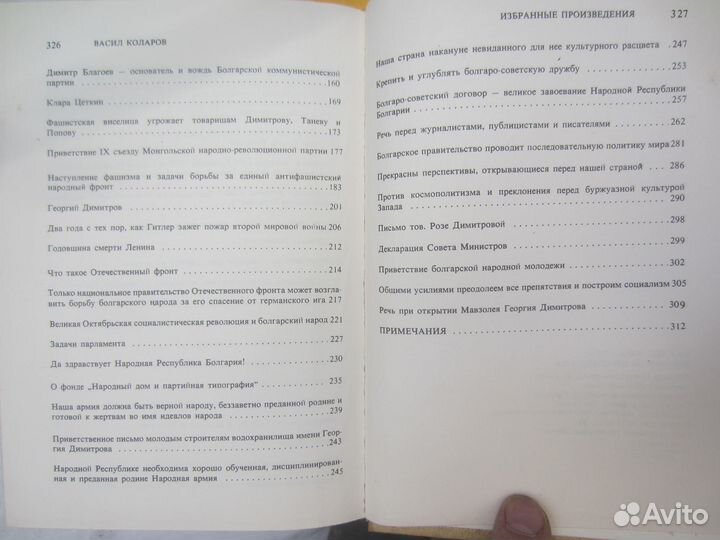 326 ВАСИЛ КОЛАРОВ
Димитр Благоев — основатель и вождь Болгарской коммунистической
партии . . . . . . . . . . 160
Клара Цеткин . . . . . . . . . . 169
Фашистская виселица угрожает товарищам Димитрову, Таневу и
Попову . . . . . . . . . . 173
Приветствие IX съезду Монгольской народно-революционной партии 177
Наступление фашизма и задачи борьбы за единый антифашистский
народный фронт . . . . . . . . . . 183
Георгий Димитров . . . . . . . . . . 201
Два года с тех пор, как Гитлер зажег пожар второй мировой войны 206
Годовщина смерти Ленина . . . . . . . . . . 212
Что такое Отечественный фронт . . . . . . . . . . 214
Только национальное правительство Отечественного фронта может возгла-
вить борьбу болгарского народа за его спасение от германского ига 217
Великая Октябрьская социалистическая революция и болгарский народ 221
Задачи парламента . . . . . . . . . . 227
Да здравствует Народная Республика Болгария! . . . . . . . . . . 230
О фонде „Народный дом и партийная типография“ . . . . . . . . . . 235
Наша армия должна быть верной народу, беззаветно преданной родине и
готовой к жертвам во имя идеалов народа . . . . . . . . . . 239
Приветственное письмо молодым строителям водохранилища имени Геор-
гия Димитрова . . . . . . . . . . 243
Народной Республике необходима хорошо обученная, дисциплинирован-
ная и преданная родине Народная армия . . . . . . . . . . 245
ИЗБРАННЫЕ ПРОИЗВЕДЕНИЯ 327
Наша страна накануне невиданного для нее культурного расцвета . . . 247
Крепить и углублять болгаро-советскую дружбу . . . . . . . . . . 253
Болгаро-советский договор — великое завоевание Народной Республики
Болгарии . . . . . . . . . . 257
Речь перед журналистами, публицистами и писателями . . . . . . . . . . 262
Болгарское правительство проводит последовательную политику мира 281
Прекрасны перспективы, открывающиеся перед нашей страной . . . . 286
Против космополитизма и преклонения перед буржуазной культурой
Запада . . . . . . . . . . 290
Письмо тов. Розе Димитровой . . . . . . . . . . 298
Декларация Совета Министров . . . . . . . . . . 299
Приветствие болгарской народной молодежи . . . . . . . . . . 302
Общими усилиями преодолеем все препятствия и построим социализм 305
Речь при открытии Мавзолея Георгия Димитрова . . . . . . . . . . 309
ПРИМЕЧАНИЯ . . . . . . . . . . 312
Avito